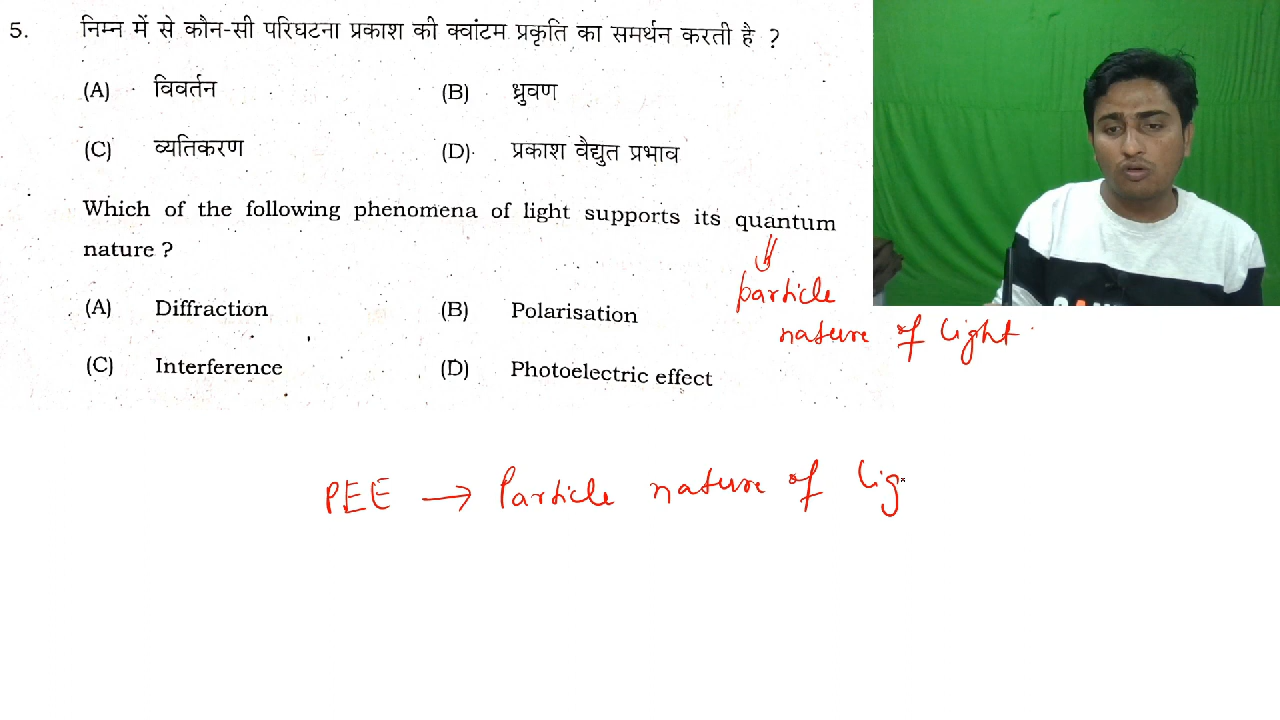 5. निम्न में से कौन-सी परिघटना प्रकाश की क्वांटम प्रकृति का समर्थन करती है ?
(A) विवर्तन (B) ध्रुवण
(C) व्यतिकरण (D) प्रकाश वैद्युत प्रभाव
Which of the following phenomena of light supports its quantum
nature ?
particle
nature of light
(A) Diffraction (B) Polarisation
(C) Interference (D) Photoelectric effect
PEE → Particle nature of lig